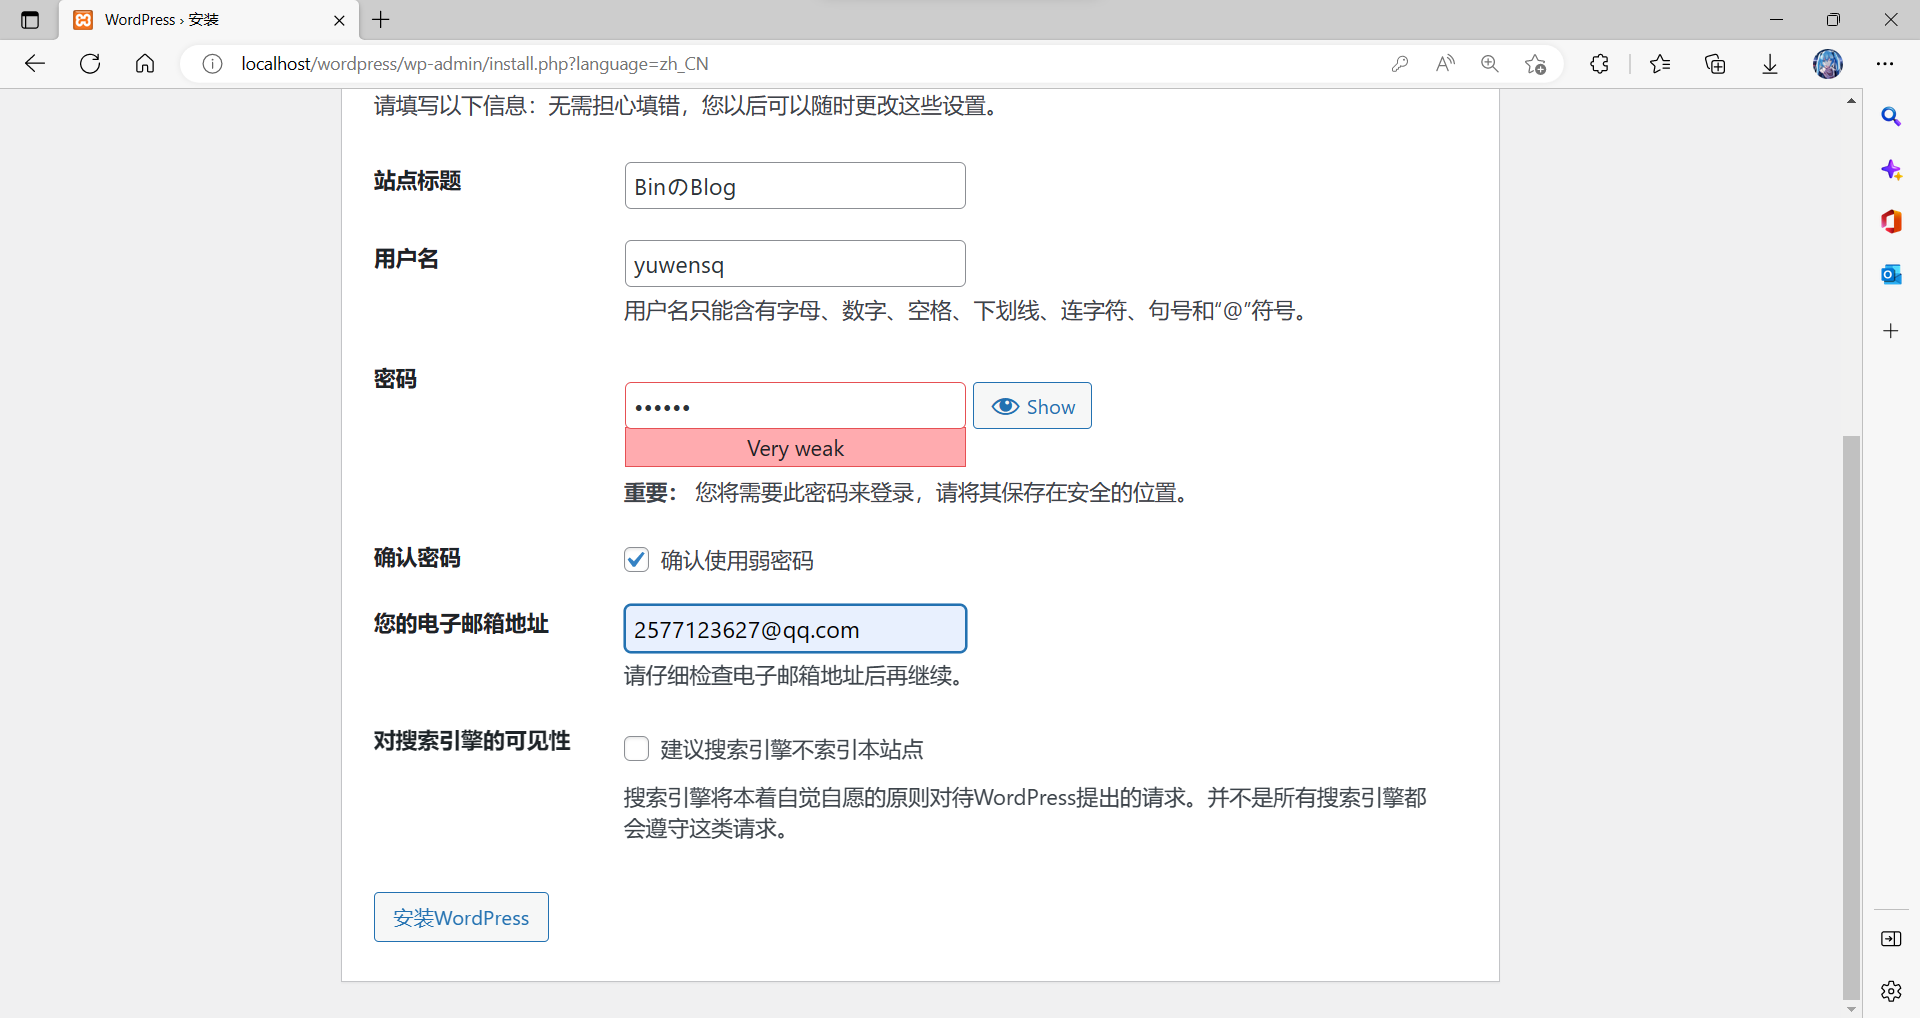 WordPress › 安装
localhost/wordpress/wp-admin/install.php?language=zh_CN
请填写以下信息：无需担心填错，您以后可以随时更改这些设置。
站点标题
BinのBlog
用户名
yuwensq
用户名只能含有字母、数字、空格、下划线、连字符、句号和“@”符号。
密码
••••••
Show
Very weak
重要： 您将需要此密码来登录，请将其保存在安全的位置。
确认密码
确认使用弱密码
您的电子邮箱地址
2577123627@qq.com
请仔细检查电子邮箱地址后再继续。
对搜索引擎的可见性
建议搜索引擎不索引本站点
搜索引擎将本着自觉自愿的原则对待WordPress提出的请求。并不是所有搜索引擎都
会遵守这类请求。
安装WordPress